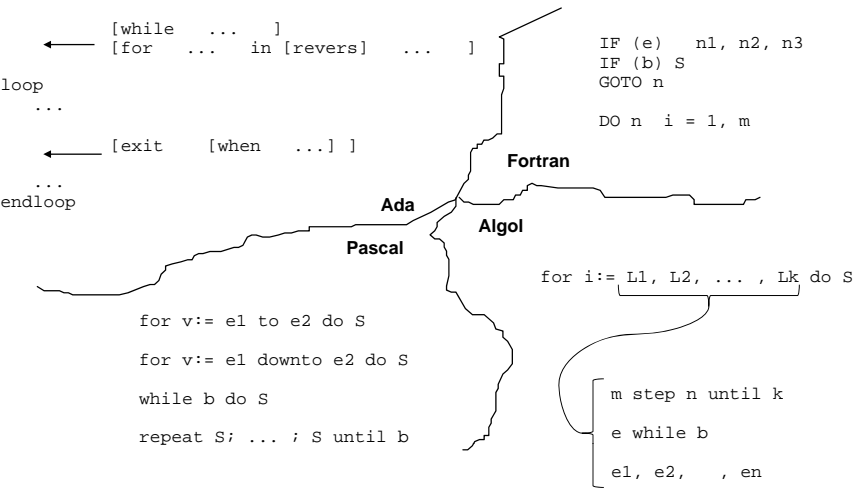 [while ... ]
[for ... in [revers] ... ]
loop
...
[exit [when ...] ]
...
endloop
IF (e) n1, n2, n3
IF (b) S
GOTO n
DO n i = 1, m
Fortran
Ada
Algol
Pascal
for i:= L1, L2, ... , Lk do S
m step n until k
e while b
e1, e2, , en
for v:= e1 to e2 do S
for v:= e1 downto e2 do S
while b do S
repeat S; ... ; S until b